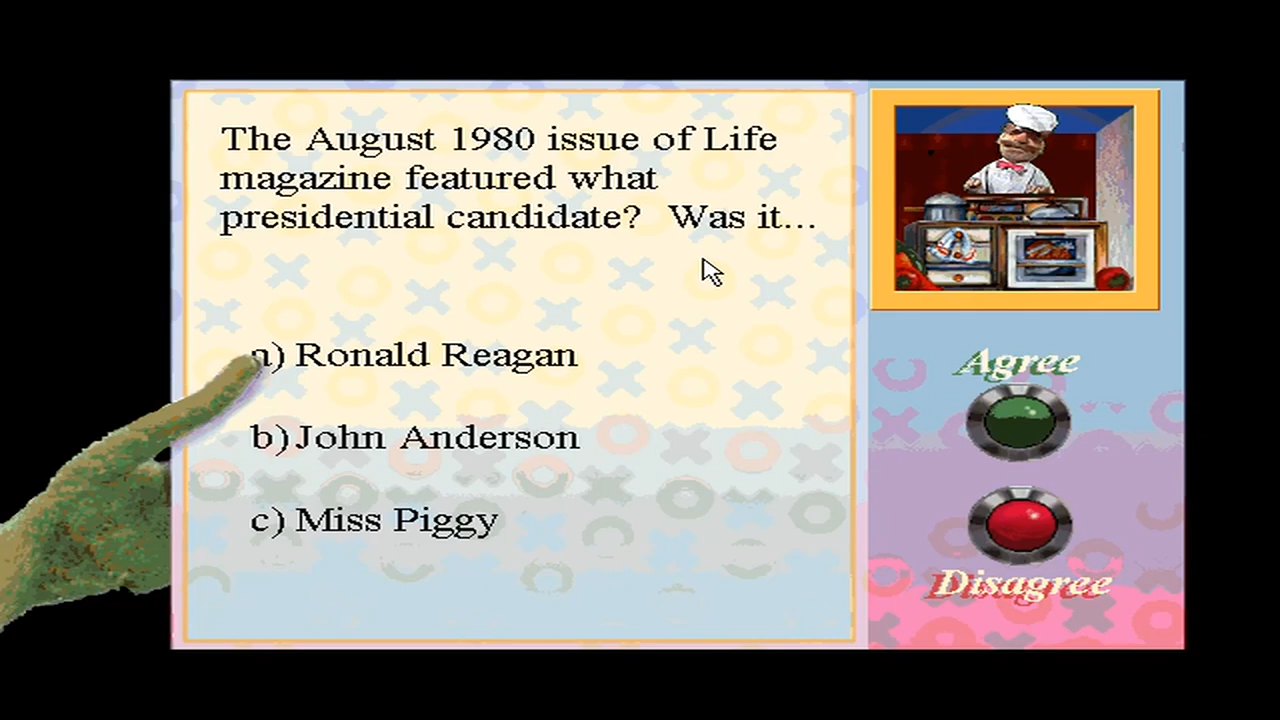 The August 1980 issue of Life
magazine featured what
presidential candidate? Was it...
a) Ronald Reagan
b) John Anderson
c) Miss Piggy
Agree
Disagree